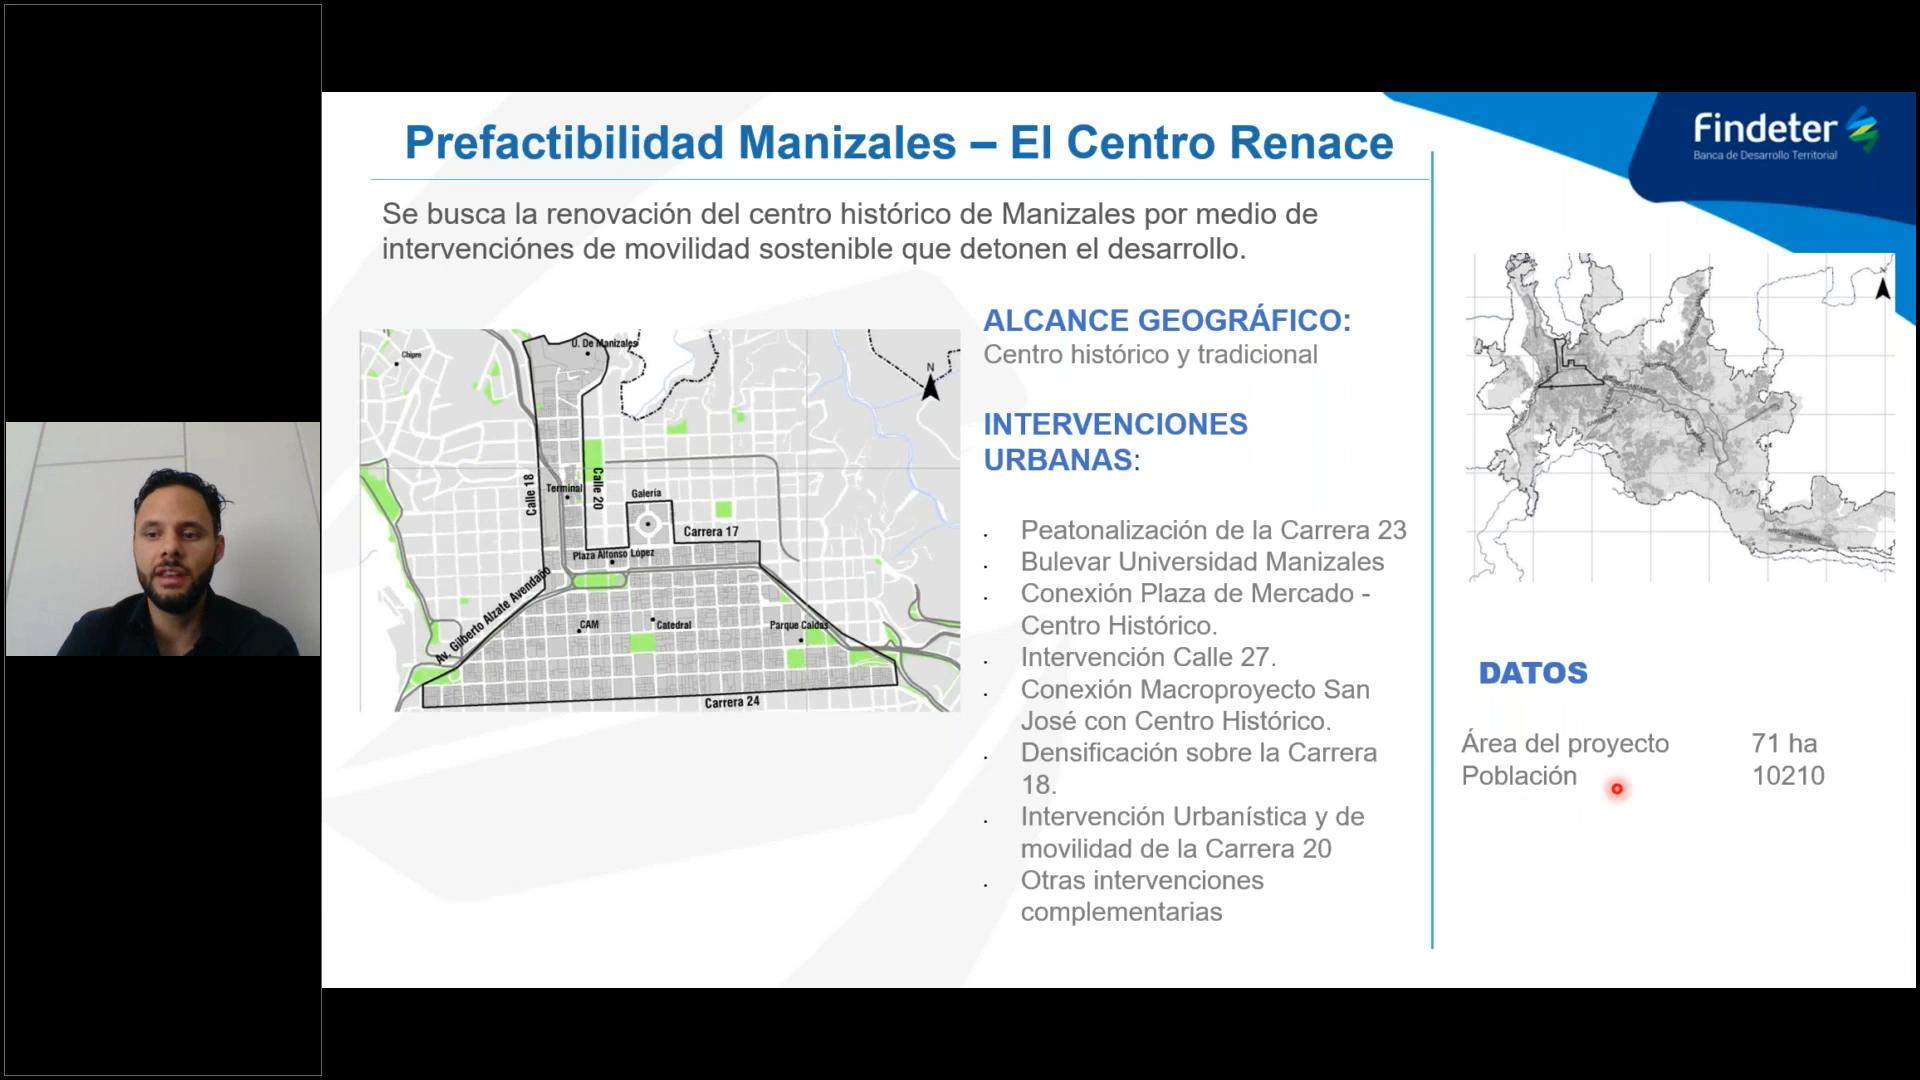 Prefactibilidad Manizales – El Centro Renace
Findeter
Banca de Desarrollo Territorial
Se busca la renovación del centro histórico de Manizales por medio de
intervenciónes de movilidad sostenible que detonen el desarrollo.
Chipre
U. De Manizales
N
Calle 18
Terminal
Calle 20
Galería
Carrera 17
Plaza Alfonso López
Av. Gilberto Alzate Avendaño
CAM
Catedral
Parque Caldas
Carrera 24
ALCANCE GEOGRÁFICO:
Centro histórico y tradicional
INTERVENCIONES
URBANAS:
Peatonalización de la Carrera 23
Bulevar Universidad Manizales
Conexión Plaza de Mercado -
Centro Histórico.
Intervención Calle 27.
Conexión Macroproyecto San
José con Centro Histórico.
Densificación sobre la Carrera
18.
Intervención Urbanística y de
movilidad de la Carrera 20
Otras intervenciones
complementarias
DATOS
Área del proyecto 71 ha
Población 10210